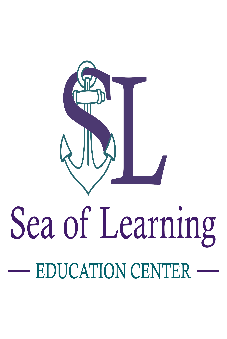 SL
Sea of Learning
EDUCATION CENTER